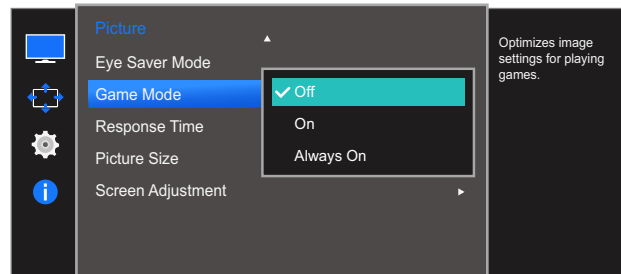 Picture
Eye Saver Mode
Game Mode
Response Time
Picture Size
Screen Adjustment
Off
On
Always On
Optimizes image
settings for playing
games.